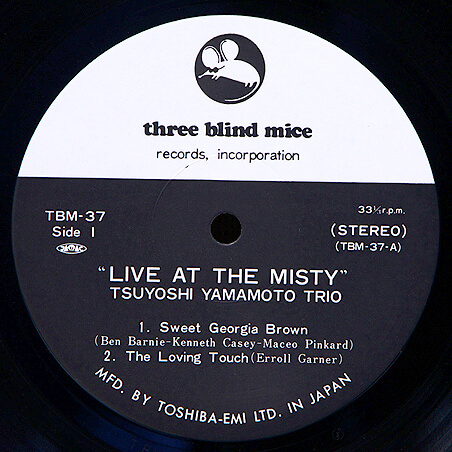 three blind mice
records, incorporation
TBM-37
33⅓r.p.m.
Side 1
(STEREO)
(TBM-37-A)
"LIVE AT THE MISTY"
TSUYOSHI YAMAMOTO TRIO
1. Sweet Georgia Brown
(Ben Barnie-Kenneth Casey-Maceo Pinkard)
2. The Loving Touch(Erroll Garner)
MFD. BY TOSHIBA-EMI LTD. IN JAPAN